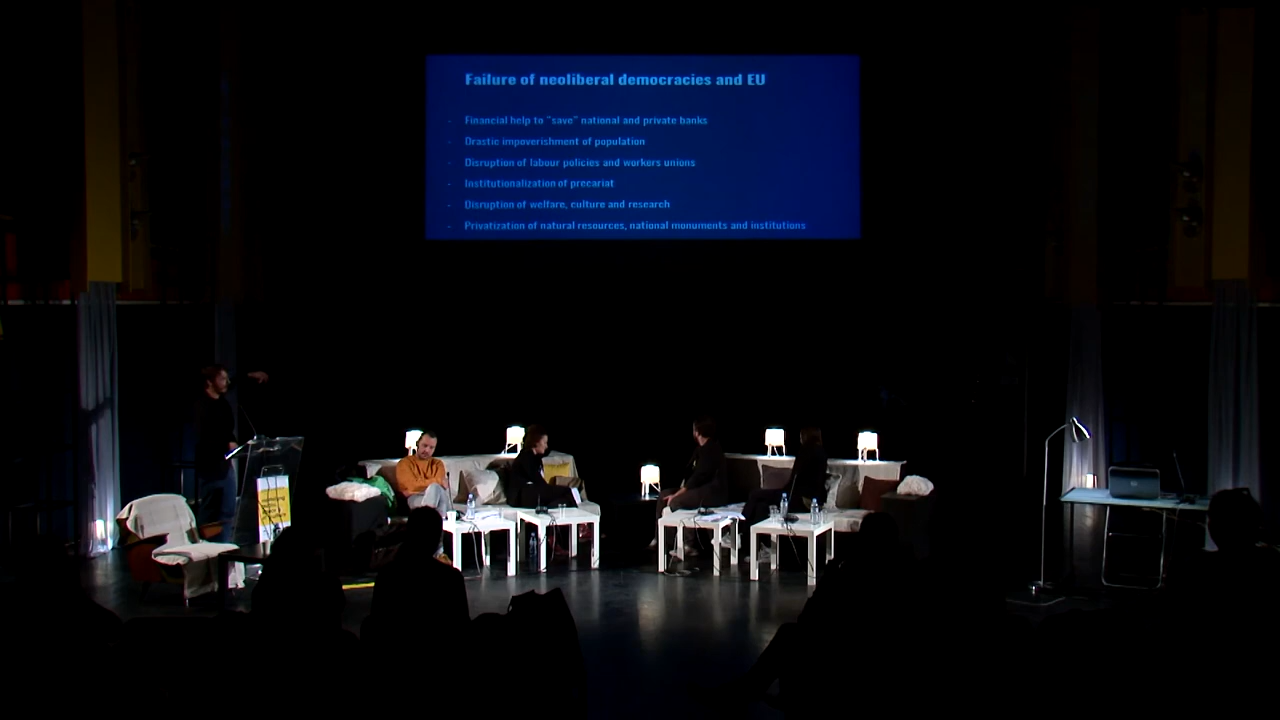 Failure of neoliberal democracies and EU
- Financial help to "save" national and private banks
- Drastic impoverishment of population
- Disruption of labour policies and workers unions
- Institutionalization of precariat
- Disruption of welfare, culture and research
- Privatization of natural resources, national monuments and institutions